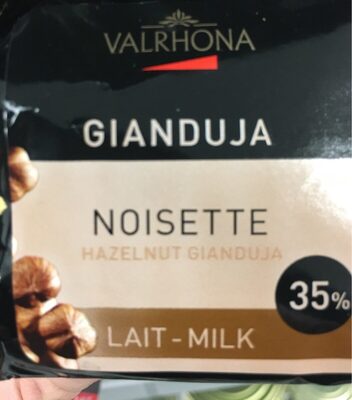 VALRHONA
GIANDUJA
NOISETTE
HAZELNUT GIANDUJA
35%
LAIT - MILK